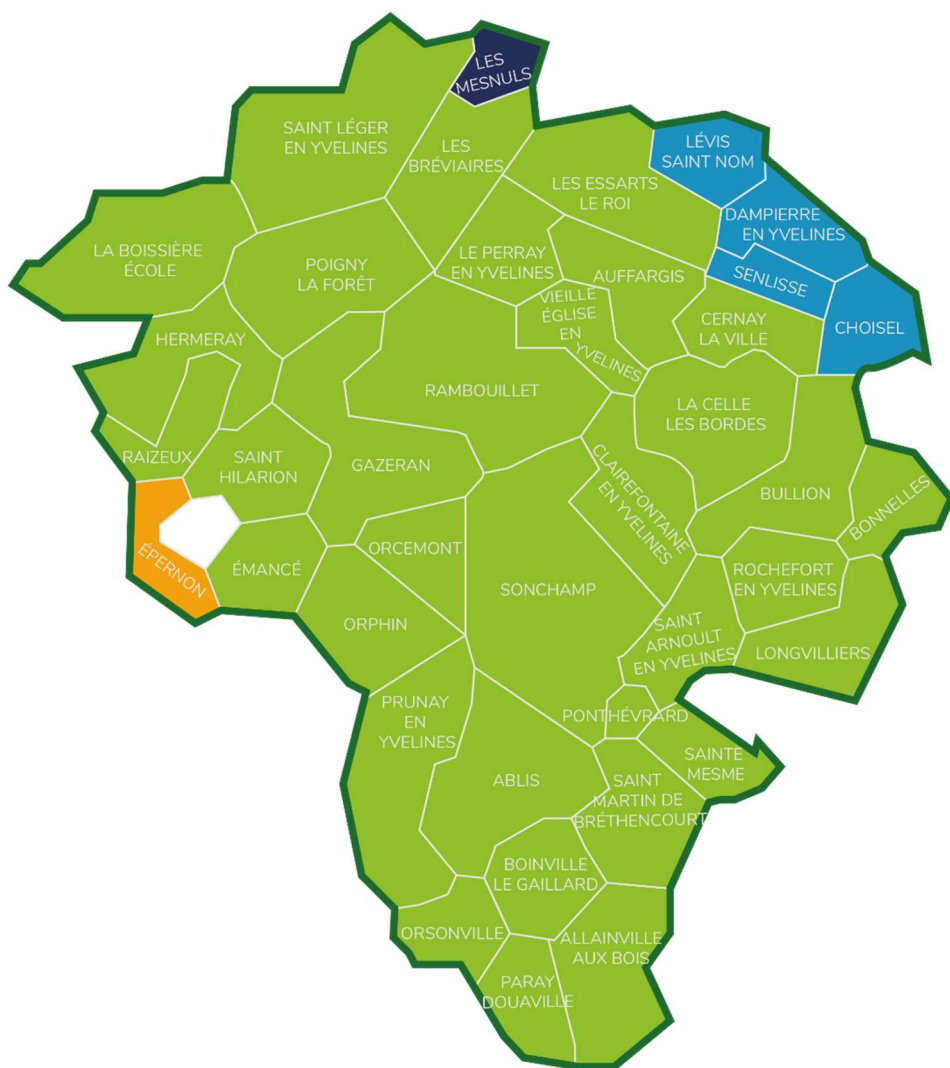 LES
MESNULS
SAINT LÉGER
EN YVELINES
LES
BRÉVIAIRES
LÉVIS
SAINT NOM
LES ESSARTS
LE ROI
DAMPIERRE
EN YVELINES
LA BOISSIÈRE
ÉCOLE
POIGNY
LA FORÊT
LE PERRAY
EN YVELINES
AUFFARGIS
SENLISSE
VIEILLE
ÉGLISE
EN
YVELINES
CERNAY
LA VILLE
CHOISEL
HERMERAY
RAMBOUILLET
LA CELLE
LES BORDES
RAIZEUX
SAINT
HILARION
GAZERAN
CLAIREFONTAINE
EN YVELINES
BULLION
BONNELLES
ÉPERNON
ÉMANCÉ
ORCEMONT
SONCHAMP
ROCHEFORT
EN YVELINES
ORPHIN
SAINT
ARNOULT
EN YVELINES
LONGVILLIERS
PRUNAY
EN
YVELINES
PONTHÉVRARD
SAINTE
MESME
ABLIS
SAINT
MARTIN DE
BRÉTHENCOURT
BOINVILLE
LE GAILLARD
ORSONVILLE
ALLAINVILLE
AUX BOIS
PARAY
DOUAVILLE